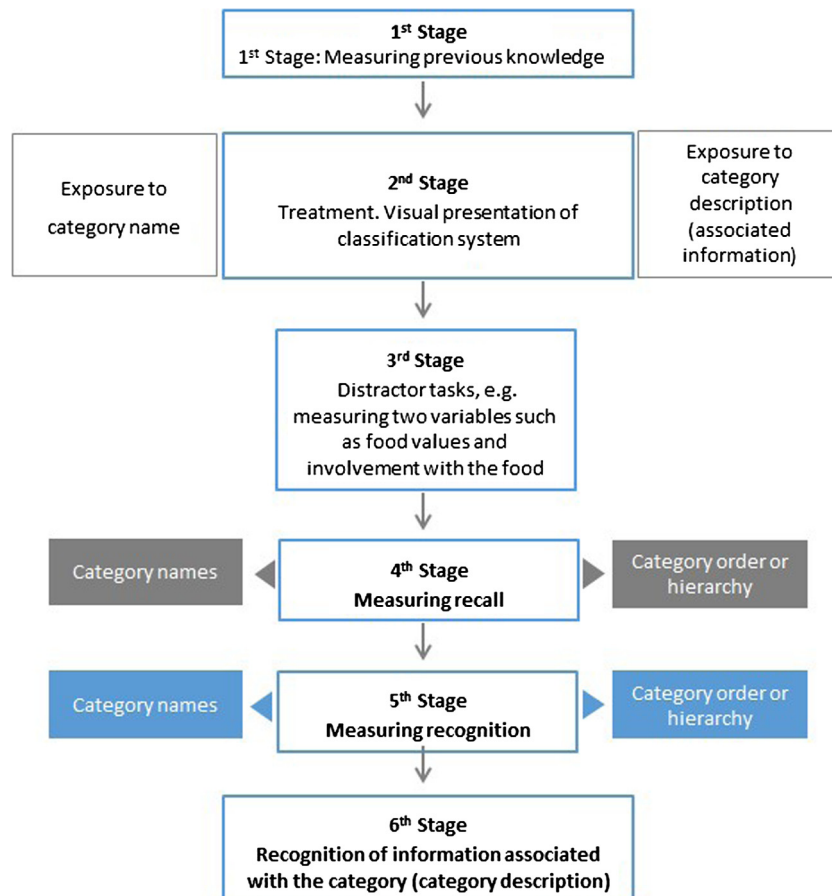 1st Stage
1st Stage: Measuring previous knowledge
Exposure to
category name
2nd Stage
Treatment. Visual presentation of
classification system
Exposure to
category
description
(associated
information)
3rd Stage
Distractor tasks, e.g.
measuring two variables such
as food values and
involvement with the food
Category names
4th Stage
Measuring recall
Category order or
hierarchy
Category names
5th Stage
Measuring recognition
Category order or
hierarchy
6th Stage
Recognition of information associated
with the category (category description)